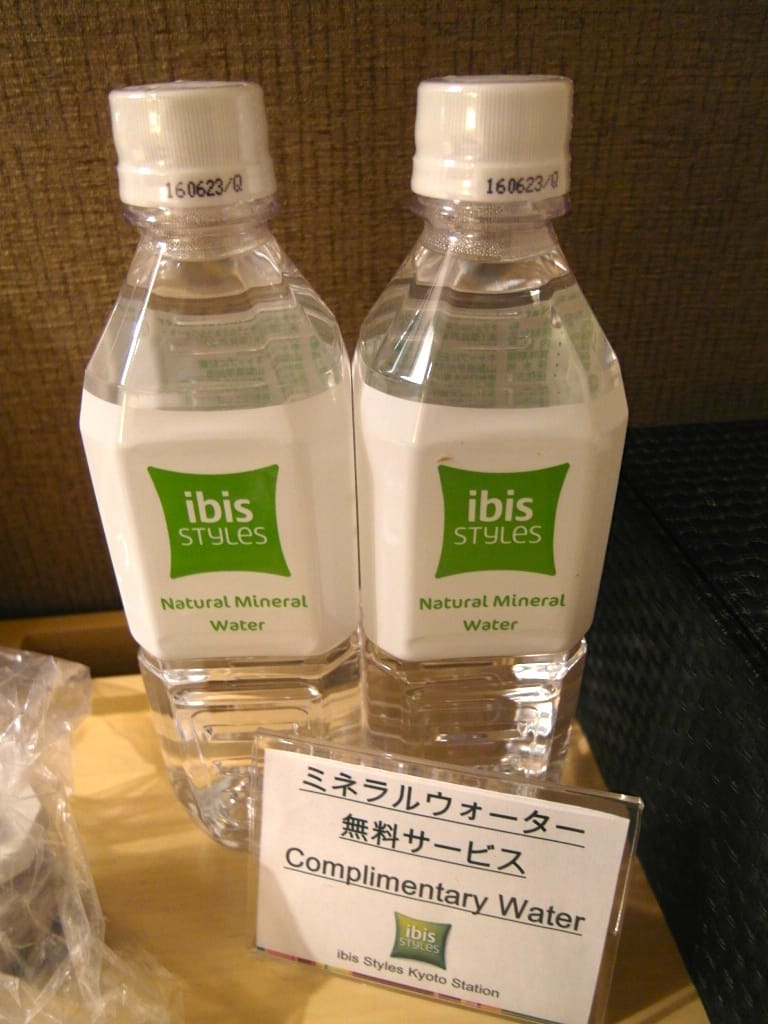 160623/Q
160623/Q
ibis
STYLES
Natural Mineral
Water
ibis
STYLES
Natural Mineral
Water
ミネラルウォーター
無料サービス
Complimentary Water
ibis
STYLES
ibis Styles Kyoto Station